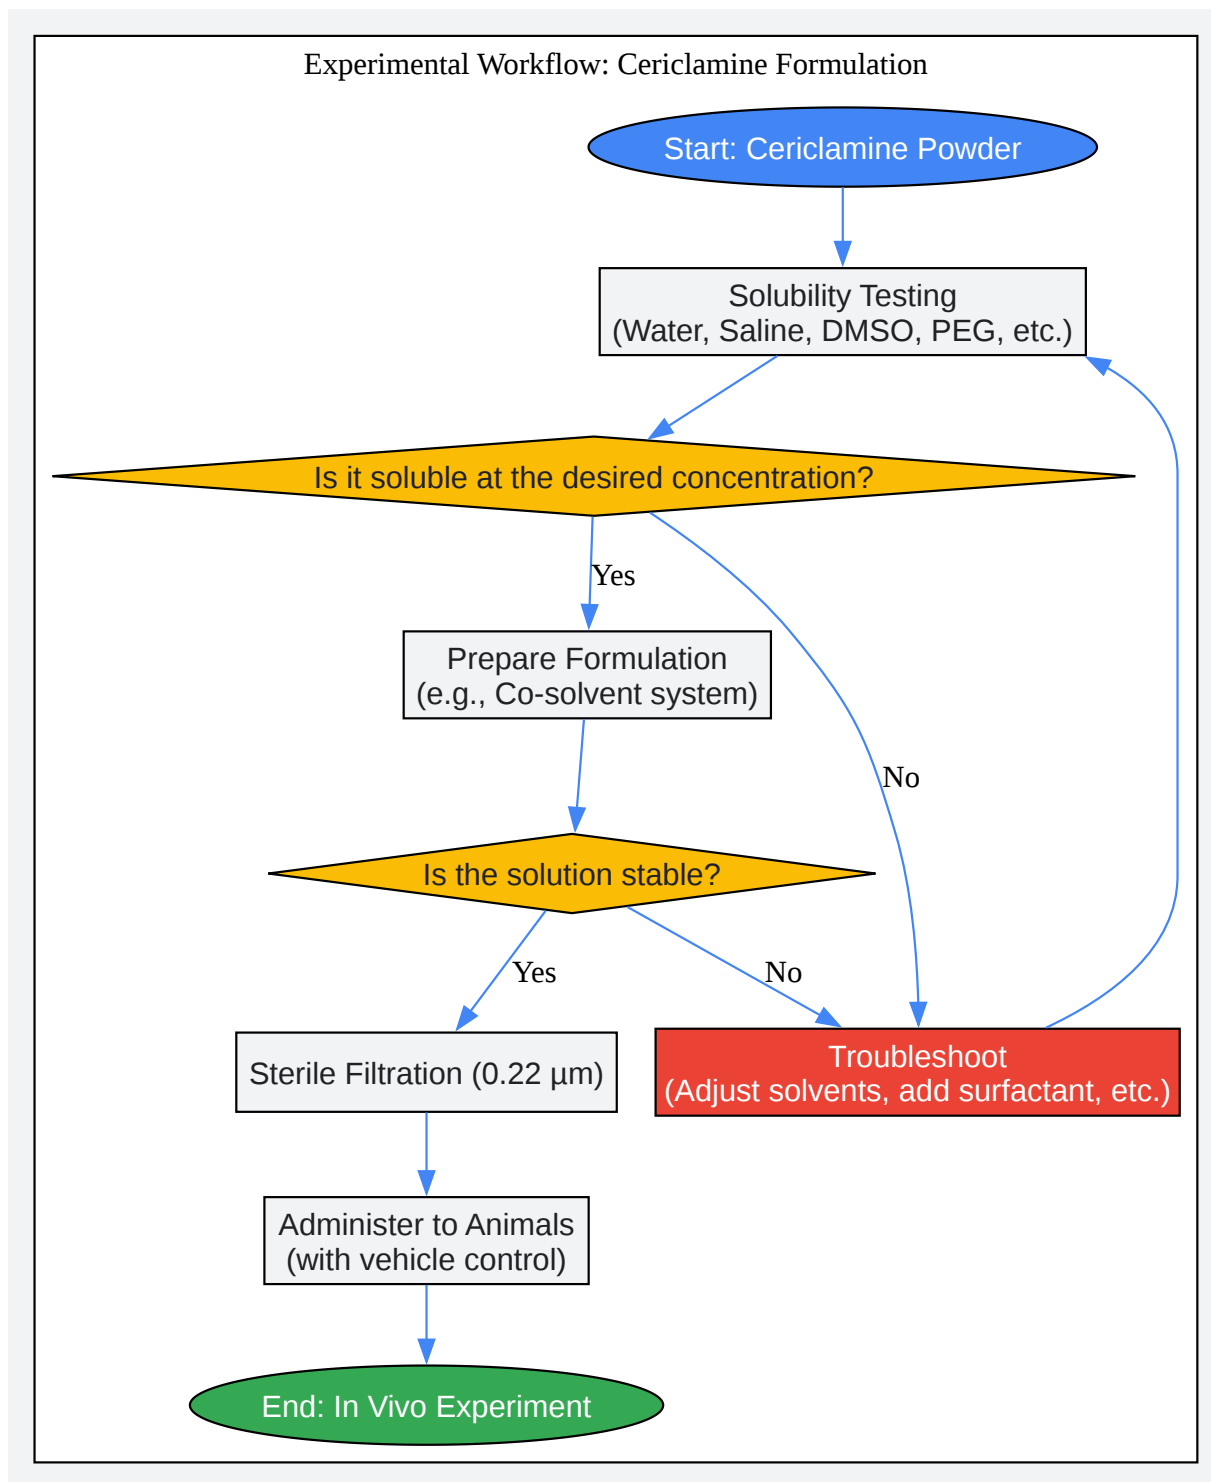 Experimental Workflow: Cericlamine Formulation
Start: Cericlamine Powder
Solubility Testing
(Water, Saline, DMSO, PEG, etc.)
Is it soluble at the desired concentration?
Yes
Prepare Formulation
(e.g., Co-solvent system)
No
Is the solution stable?
Yes
No
Sterile Filtration (0.22 µm)
Troubleshoot
(Adjust solvents, add surfactant, etc.)
Administer to Animals
(with vehicle control)
End: In Vivo Experiment